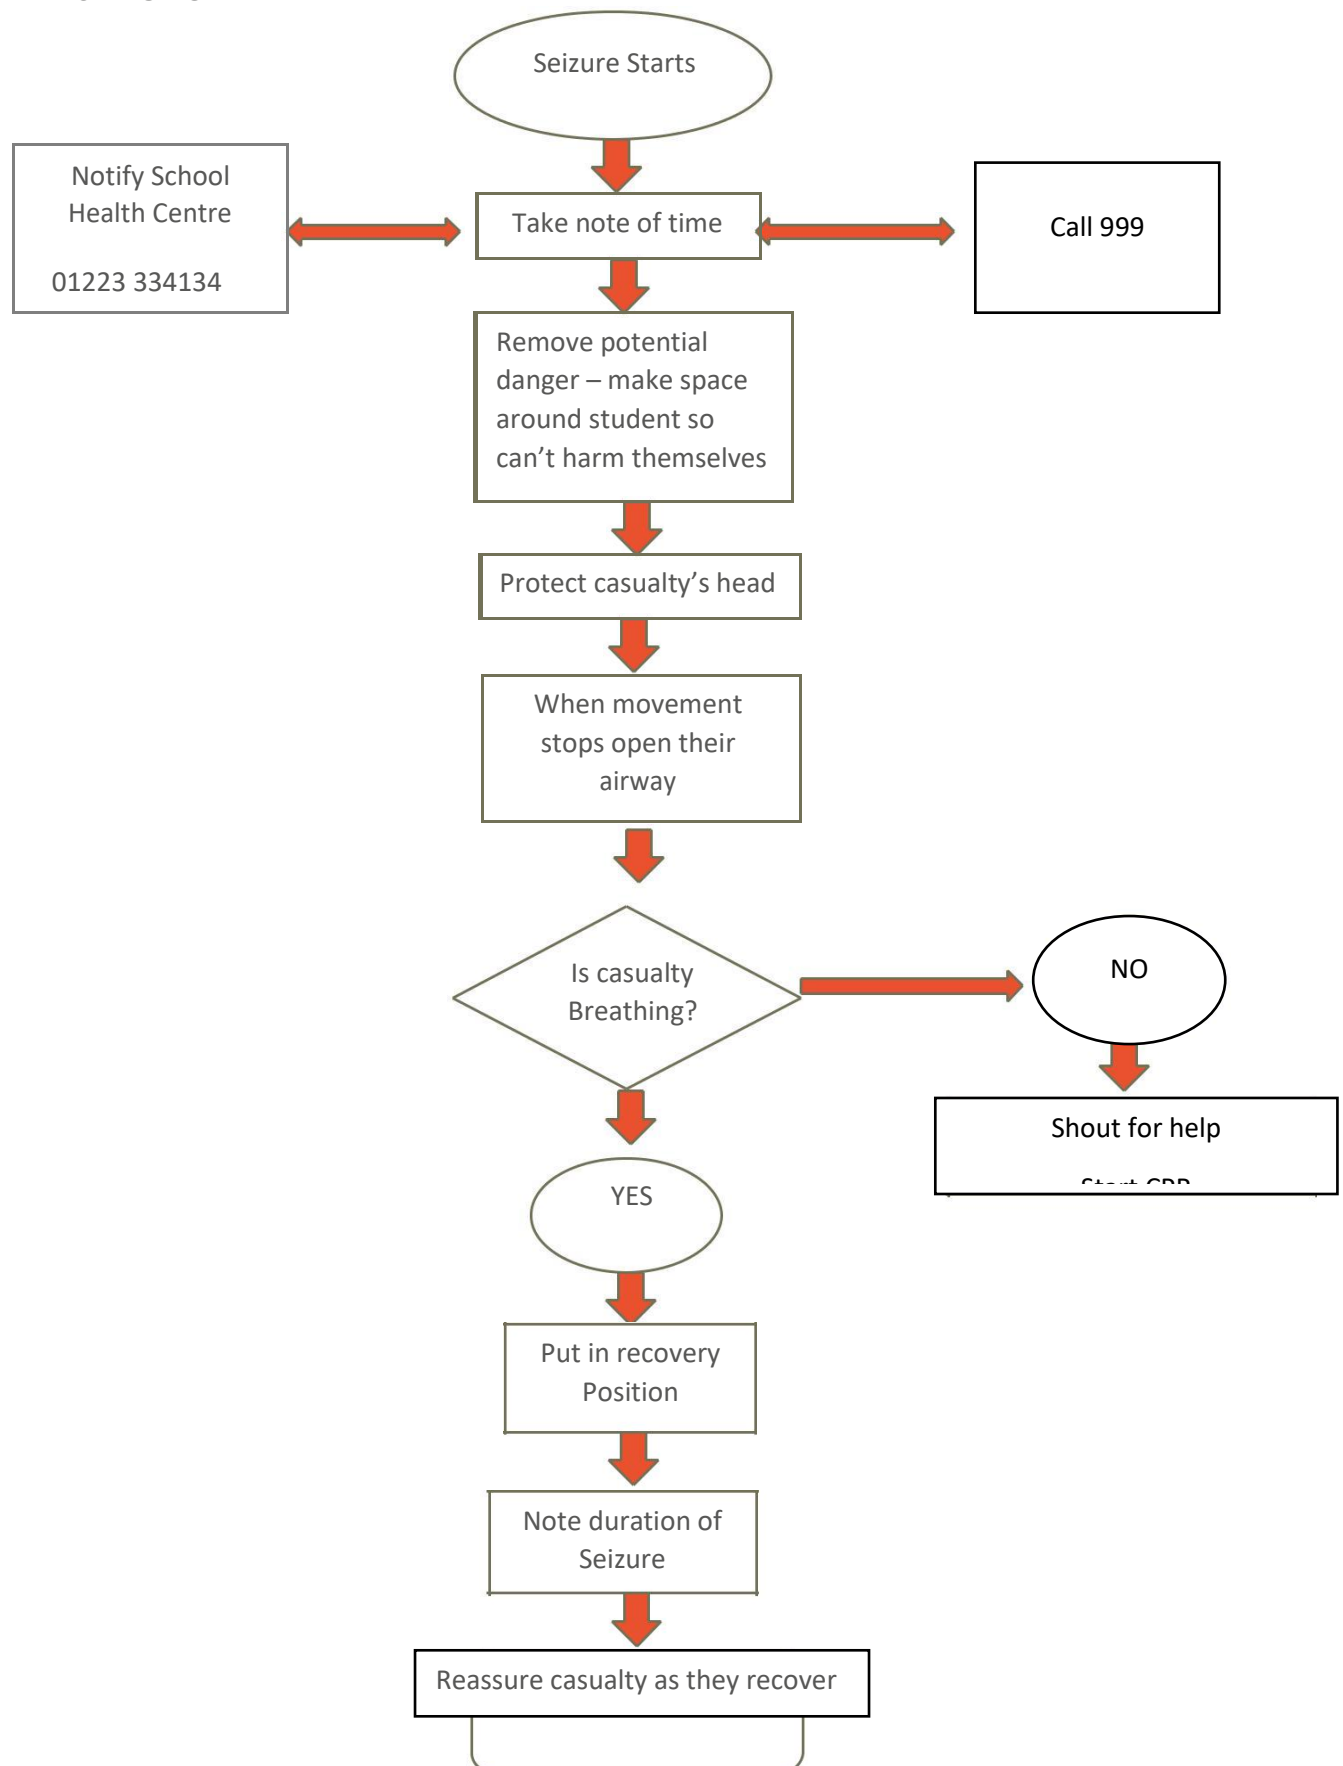 Seizure Starts
Notify School
Health Centre
01223 334134
Take note of time
Call 999
Remove potential
danger – make space
around student so
can't harm themselves
Protect casualty's head
When movement
stops open their
airway
Is casualty
Breathing?
NO
Shout for help
YES
Put in recovery
Position
Note duration of
Seizure
Reassure casualty as they recover